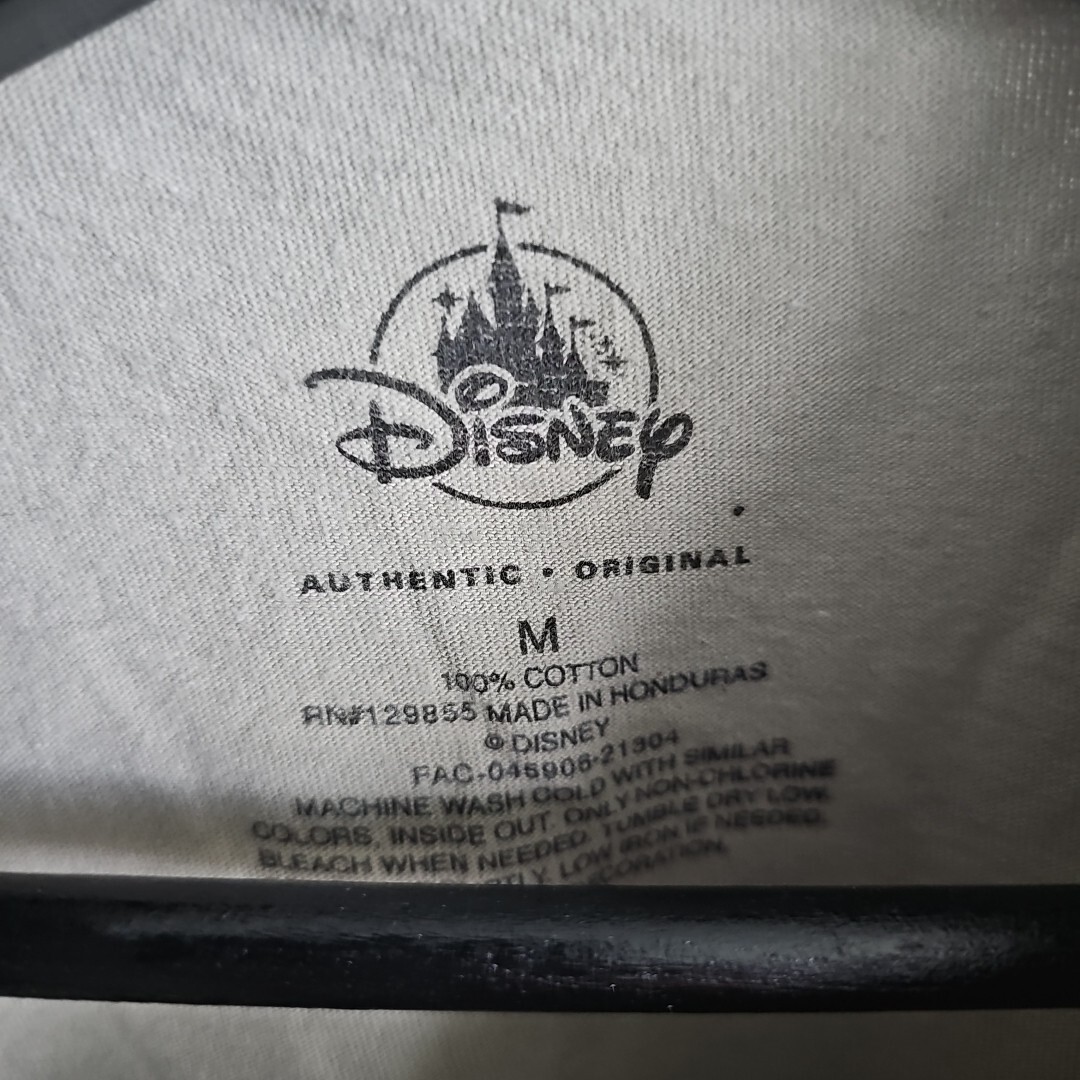 Disney
AUTHENTIC • ORIGINAL
M
100% COTTON
RN#129855 MADE IN HONDURAS
© DISNEY
FAC-045906-21304
MACHINE WASH COLD WITH SIMILAR
COLORS, INSIDE OUT. ONLY NON-CHLORINE
BLEACH WHEN NEEDED. TUMBLE DRY LOW.
LOW IRON IF NEEDED.